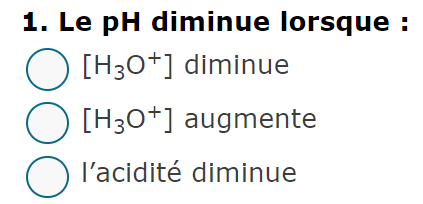 1. Le pH diminue lorsque :
[H₃O⁺] diminue
[H₃O⁺] augmente
l’acidité diminue